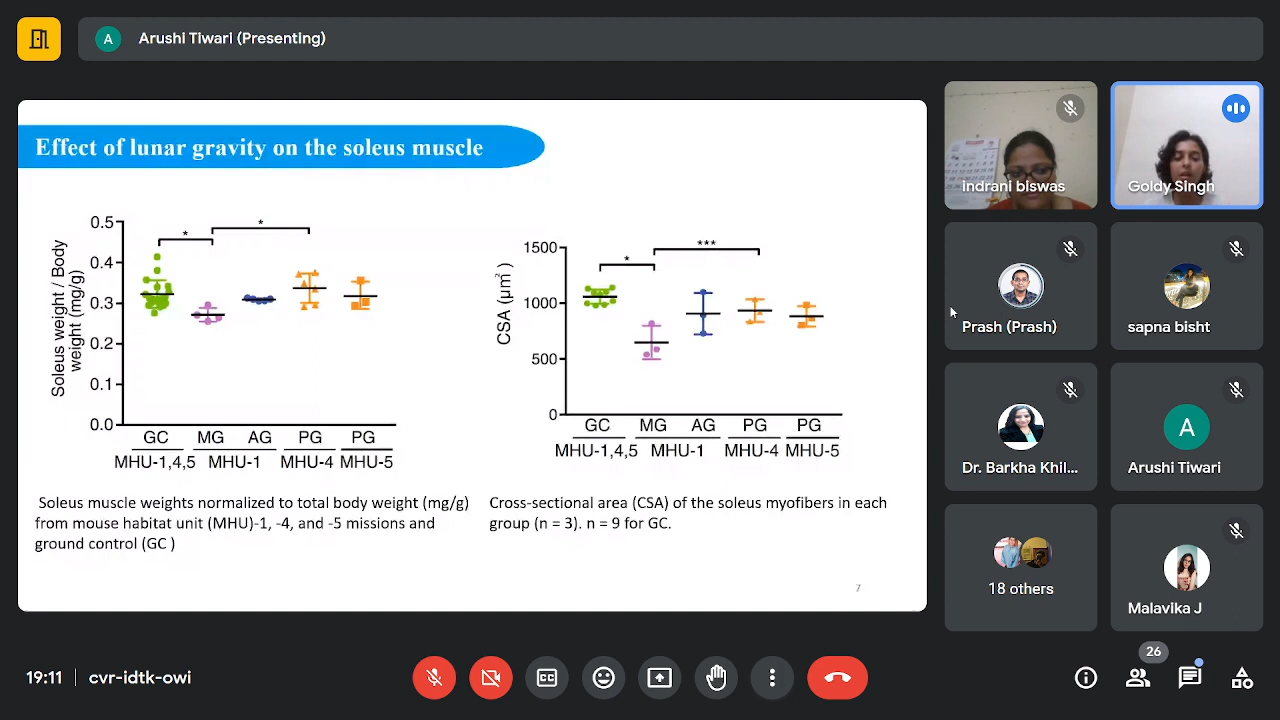 A Arushi Tiwari (Presenting)
Effect of lunar gravity on the soleus muscle
Soleus weight / Body
weight (mg/g)
0.5
0.4
0.3
0.2
0.1
0.0
* *
GC MG AG PG PG
MHU-1,4,5 MHU-1 MHU-4 MHU-5
CSA (µm²)
1500
1000
500
0
* ***
GC MG AG PG PG
MHU-1,4,5 MHU-1 MHU-4 MHU-5
Soleus muscle weights normalized to total body weight (mg/g)
from mouse habitat unit (MHU)-1, -4, and -5 missions and
ground control (GC )
Cross-sectional area (CSA) of the soleus myofibers in each
group (n = 3). n = 9 for GC.
7
indrani biswas
Goldy Singh
Prash (Prash)
sapna bisht
Dr. Barkha Khil...
A
Arushi Tiwari
18 others
Malavika J
19:11 | cvr-idtk-owi
CC
26